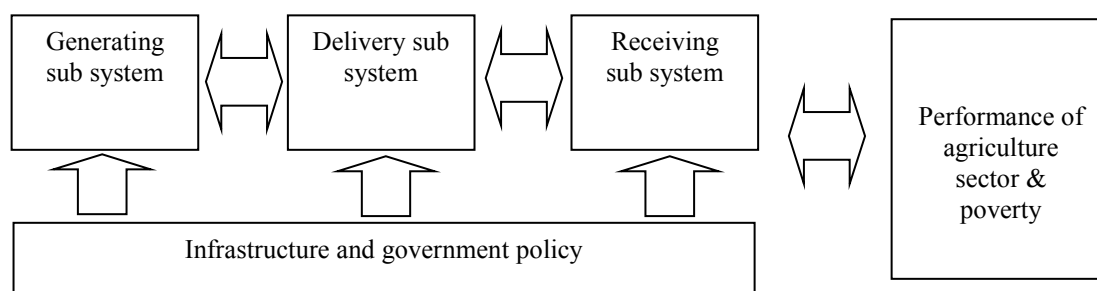 Generating
sub system
Delivery sub
system
Receiving
sub system
Performance of
agriculture
sector &
poverty
Infrastructure and government policy